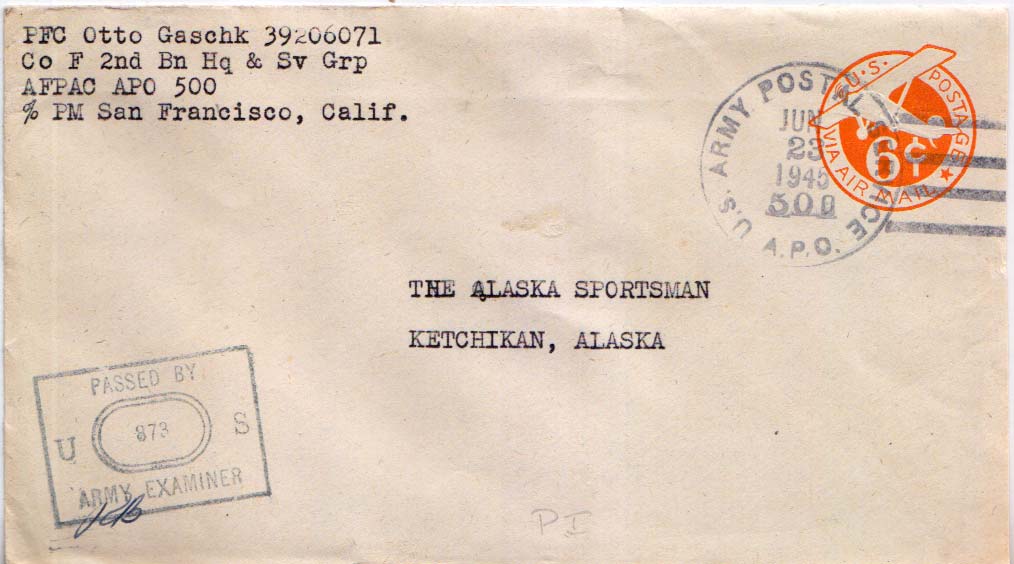 PFC Otto Gaschk 39206071
Co F 2nd Bn Hq & Sv Grp
AFPAC APO 500
% PM San Francisco, Calif.
U.S. ARMY POSTAL SERVICE
JUN
23
1945
500
A.P.O.
U.S. POSTAGE
6¢
VIA AIR MAIL
THE ALASKA SPORTSMAN
KETCHIKAN, ALASKA
PASSED BY
U 373 S
ARMY EXAMINER
P I